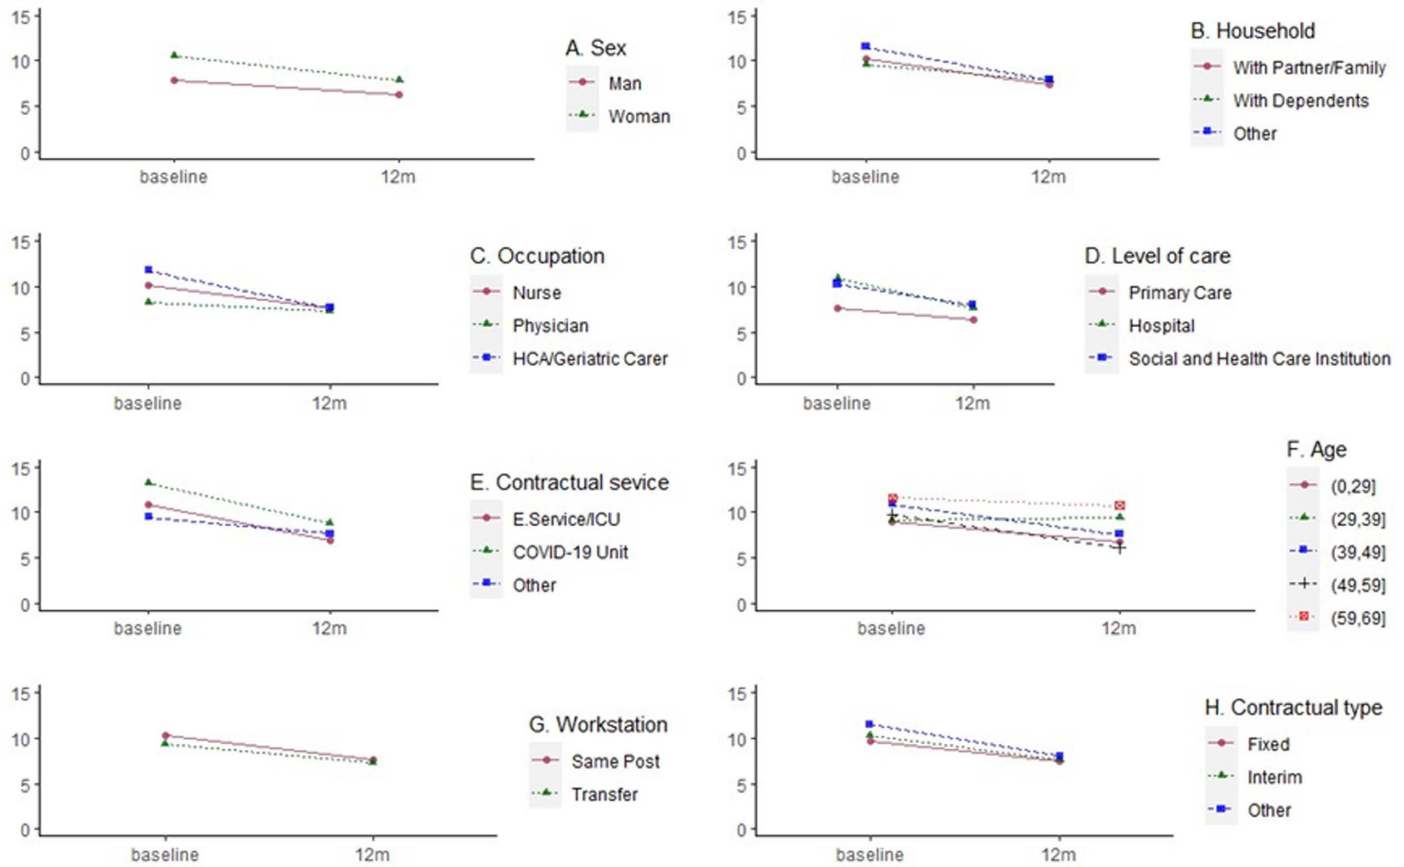 15
10
5
0
baseline
12m
A. Sex
Man
Woman
15
10
5
0
baseline
12m
B. Household
With Partner/Family
With Dependents
Other
15
10
5
0
baseline
12m
C. Occupation
Nurse
Physician
HCA/Geriatric Carer
15
10
5
0
baseline
12m
D. Level of care
Primary Care
Hospital
Social and Health Care Institution
15
10
5
0
baseline
12m
E. Contractual sevice
E.Service/ICU
COVID-19 Unit
Other
15
10
5
0
baseline
12m
F. Age
(0,29]
(29,39]
(39,49]
(49,59]
(59,69]
15
10
5
0
baseline
12m
G. Workstation
Same Post
Transfer
15
10
5
0
baseline
12m
H. Contractual type
Fixed
Interim
Other